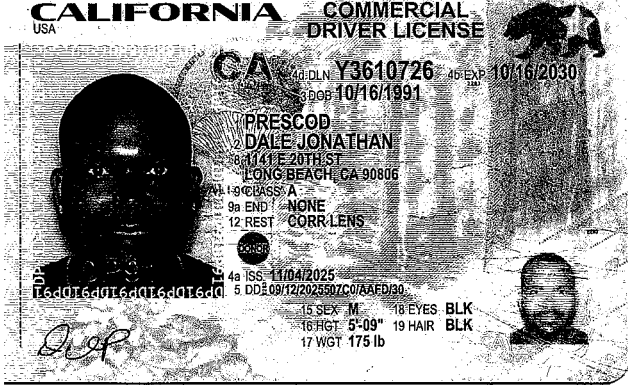 CALIFORNIA
USA
COMMERCIAL
DRIVER LICENSE
CA
4d DLN Y3610726 4b EXP 10/16/2030
3 DOB 10/16/1991
1 PRESCOD
2 DALE JONATHAN
8 1141 E 20TH ST
LONG BEACH, CA 90806
9 CLASS A
9a END NONE
12 REST CORR LENS
DONOR
4a ISS 11/04/2025
5 DD 09/12/2025507C0/AAFD/30
15 SEX M 18 EYES BLK
16 HGT 5'-09" 19 HAIR BLK
17 WGT 175 lb